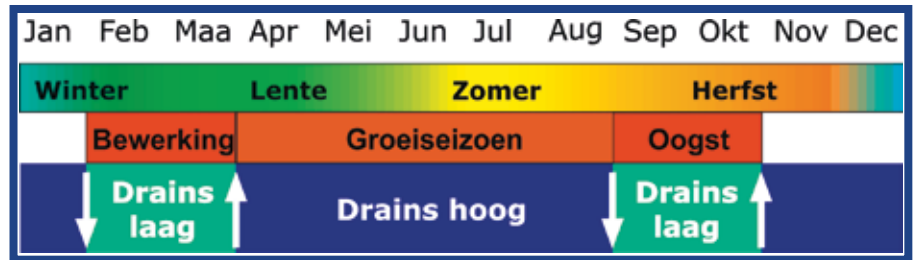 Jan Feb Maa Apr Mei Jun Jul Aug Sep Okt Nov Dec
Winter Lente Zomer Herfst
Bewerking Groeiseizoen Oogst
Drains laag
Drains hoog
Drains laag